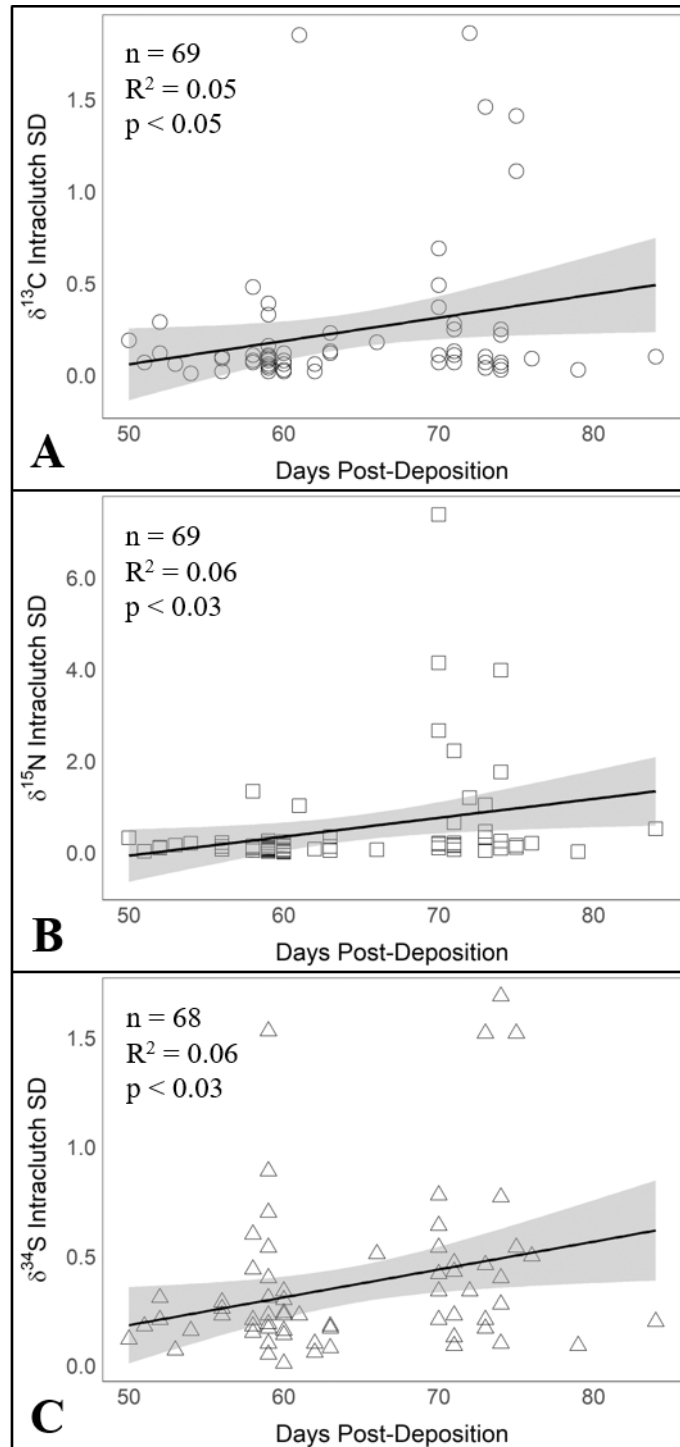 n = 69
R² = 0.05
p < 0.05
1.5
1.0
0.5
0.0
δ¹³C Intraclutch SD
50 60 70 80
A
Days Post-Deposition
n = 69
R² = 0.06
p < 0.03
6.0
4.0
2.0
0.0
δ¹⁵N Intraclutch SD
50 60 70 80
B
Days Post-Deposition
n = 68
R² = 0.06
p < 0.03
1.5
1.0
0.5
0.0
δ³⁴S Intraclutch SD
50 60 70 80
C
Days Post-Deposition